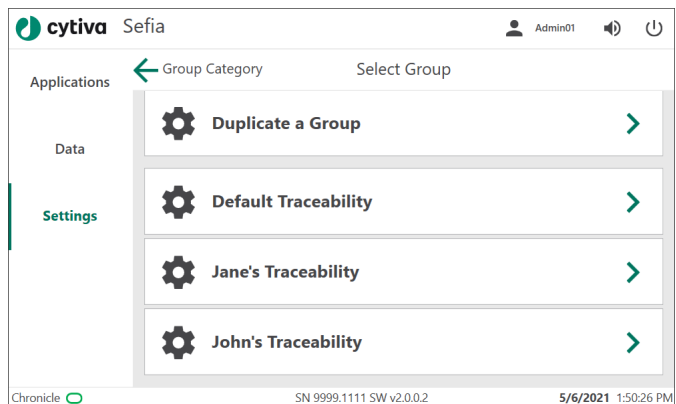 cytiva Sefia Admin01
Applications
Group Category Select Group
Duplicate a Group
Data
Default Traceability
Settings
Jane's Traceability
John's Traceability
Chronicle SN 9999.1111 SW v2.0.0.2 5/6/2021 1:50:26 PM